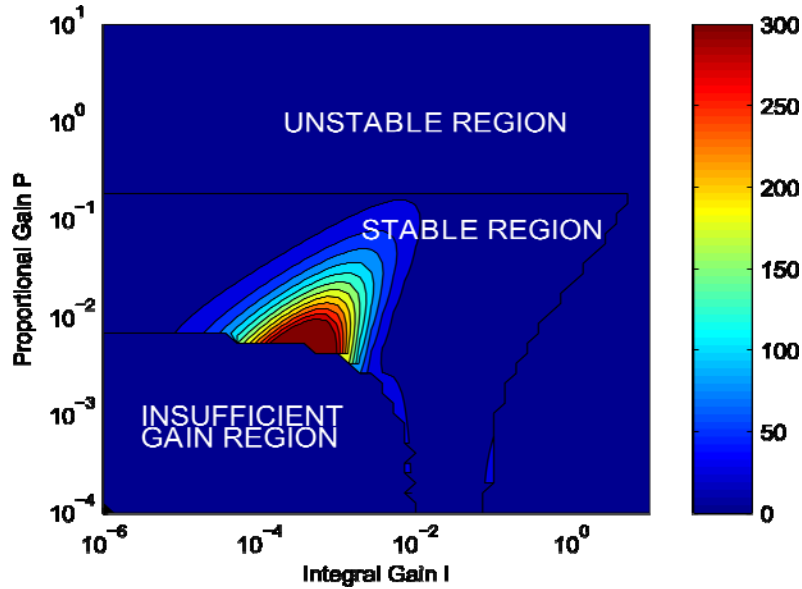 10^1
10^0
10^-1
10^-2
10^-3
10^-4
Proportional Gain P
UNSTABLE REGION
STABLE REGION
INSUFFICIENT
GAIN REGION
10^-6
10^-4
10^-2
10^0
Integral Gain I
300
250
200
150
100
50
0